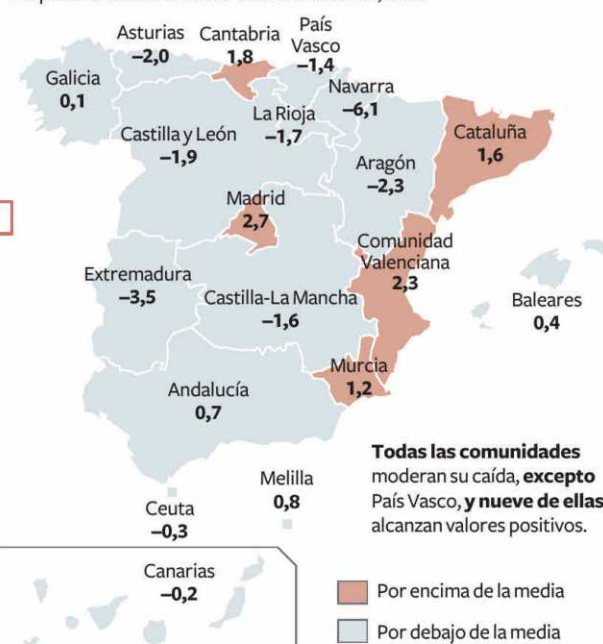 Asturias
−2,0
Cantabria
1,8
País
Vasco
−1,4
Galicia
0,1
Navarra
−6,1
La Rioja
−1,7
Castilla y León
−1,9
Cataluña
1,6
Aragón
−2,3
Madrid
2,7
Comunidad
Valenciana
2,3
Extremadura
−3,5
Castilla-La Mancha
−1,6
Baleares
0,4
Murcia
1,2
Andalucía
0,7
Todas las comunidades
moderan su caída, excepto
País Vasco, y nueve de ellas
alcanzan valores positivos.
Melilla
0,8
Ceuta
−0,3
Canarias
−0,2
Por encima de la media
Por debajo de la media